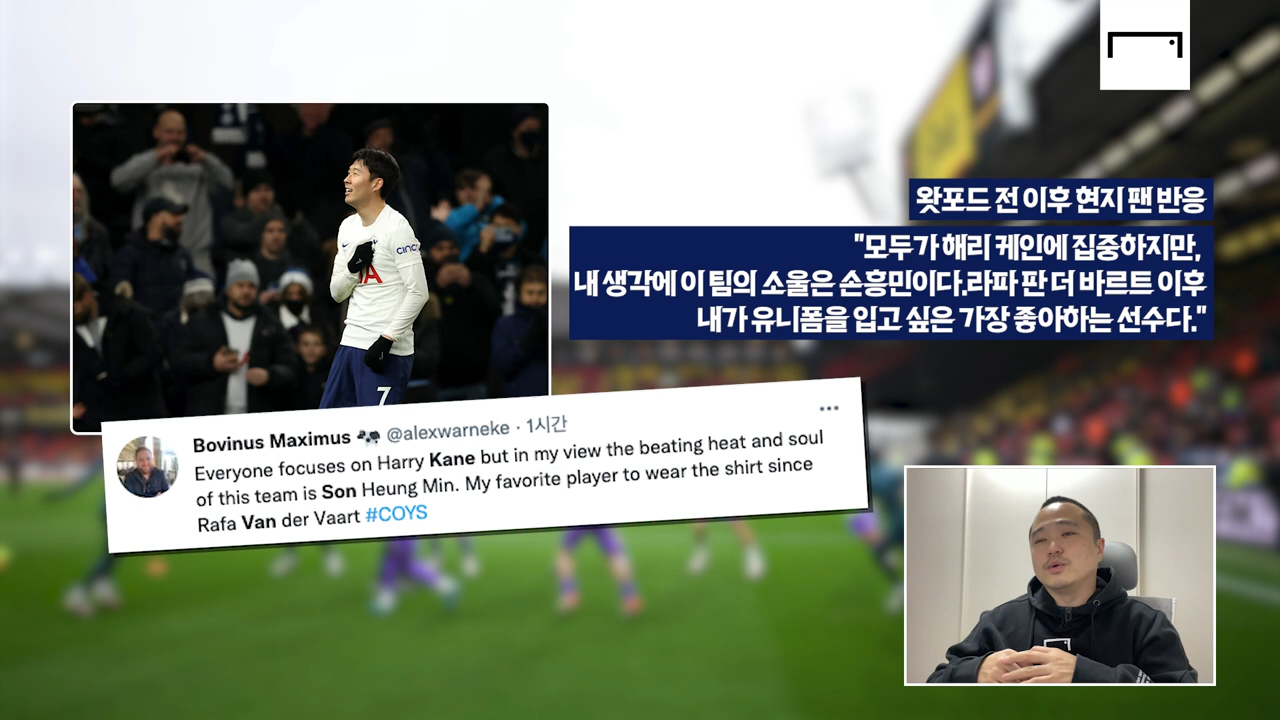 왓포드 전 이후 현지 팬 반응
"모두가 해리 케인에 집중하지만,
내 생각에 이 팀의 소울은 손흥민이다.라파 판 더 바르트 이후
내가 유니폼을 입고 싶은 가장 좋아하는 선수다."
cinc
A
7
Bovinus Maximus @alexwarneke · 1시간
Everyone focuses on Harry Kane but in my view the beating heat and soul
of this team is Son Heung Min. My favorite player to wear the shirt since
Rafa Van der Vaart #COYS